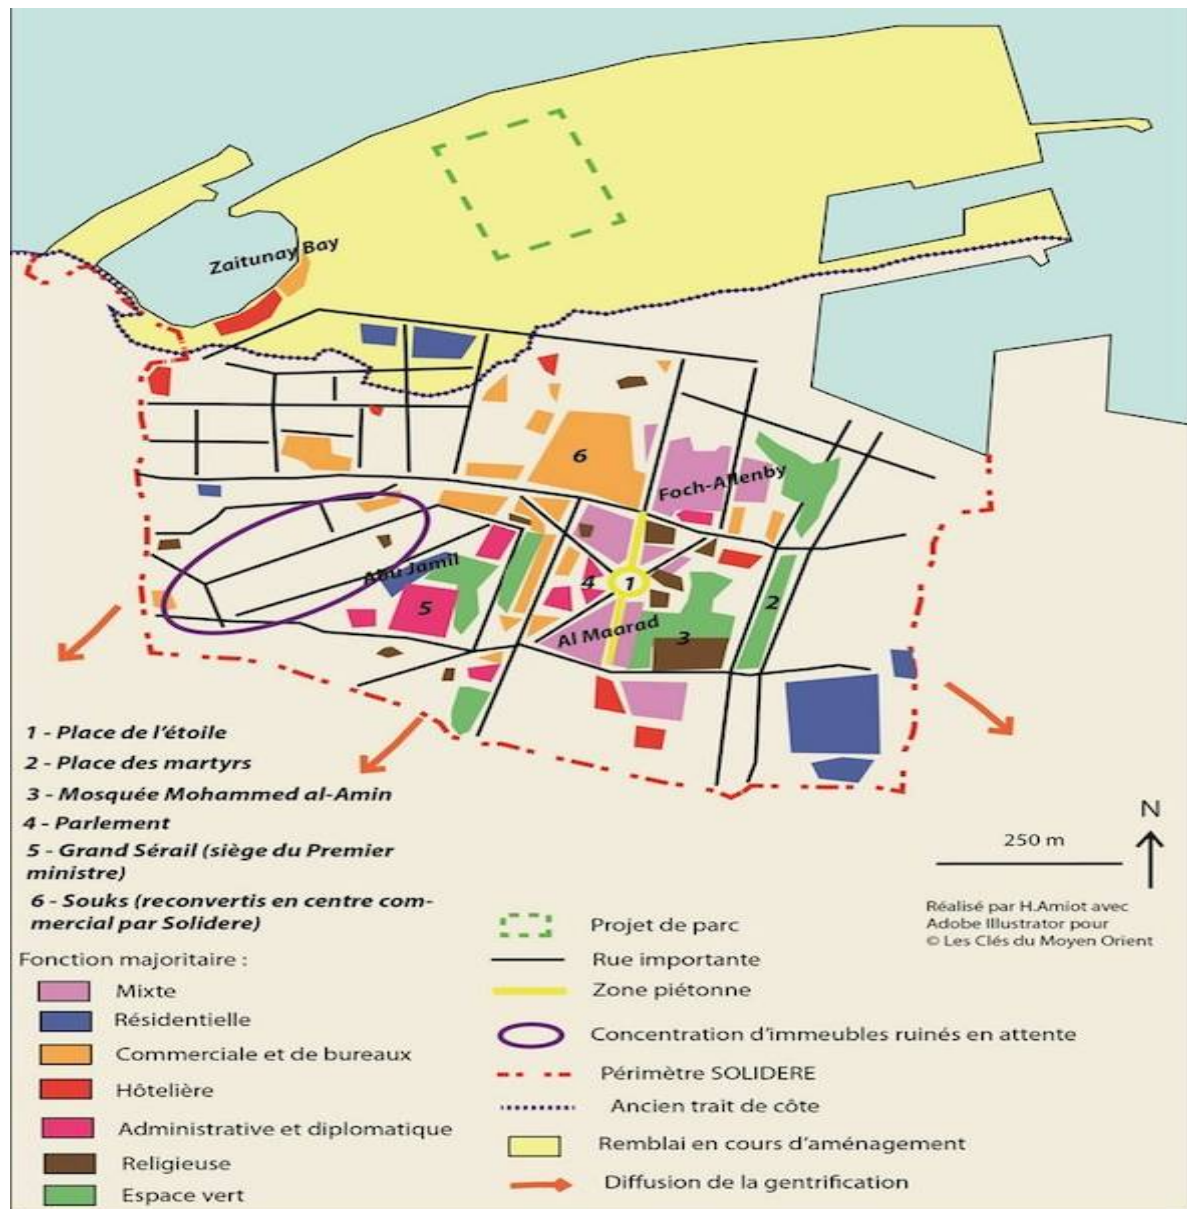 Zaitunay Bay
6
Foch-Allenby
Abu Jamil
4
1
5
2
Al Maarad
3
1 - Place de l'étoile
2 - Place des martyrs
3 - Mosquée Mohammed al-Amin
4 - Parlement
5 - Grand Sérail (siège du Premier
ministre)
6 - Souks (reconvertis en centre com-
mercial par Solidere)
N
250 m
Réalisé par H.Amiot avec
Adobe Illustrator pour
© Les Clés du Moyen Orient
Fonction majoritaire :
Mixte
Résidentielle
Commerciale et de bureaux
Hôtelière
Administrative et diplomatique
Religieuse
Espace vert
Projet de parc
Rue importante
Zone piétonne
Concentration d'immeubles ruinés en attente
Périmètre SOLIDERE
Ancien trait de côte
Remblai en cours d'aménagement
Diffusion de la gentrification